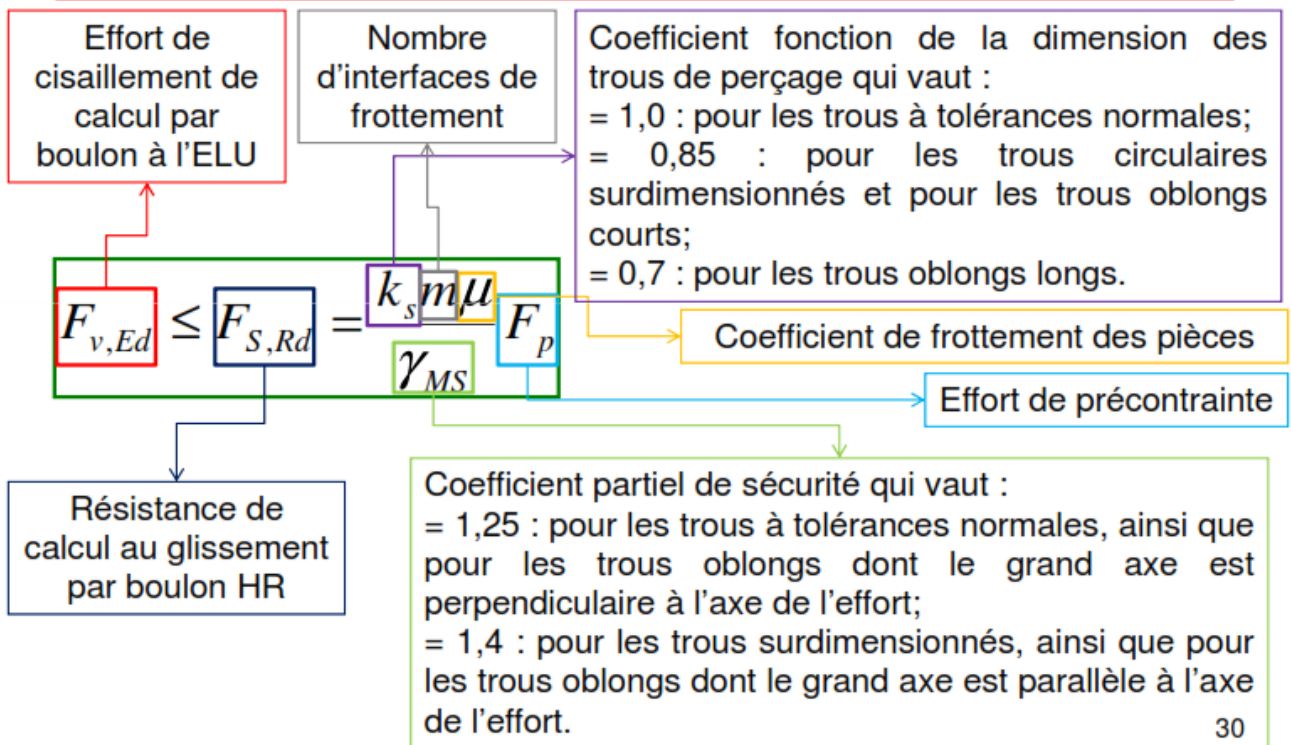 Effort de
cisaillement de
calcul par
boulon à l'ELU
Nombre
d'interfaces de
frottement
Coefficient fonction de la dimension des
trous de perçage qui vaut :
= 1,0 : pour les trous à tolérances normales;
= 0,85 : pour les trous circulaires
surdimensionnés et pour les trous oblongs
courts;
= 0,7 : pour les trous oblongs longs.
F_{v,Ed} ≤ F_{S,Rd} = \frac{k_s m μ}{γ_{MS}} F_p
Coefficient de frottement des pièces
Effort de précontrainte
Résistance de
calcul au glissement
par boulon HR
Coefficient partiel de sécurité qui vaut :
= 1,25 : pour les trous à tolérances normales, ainsi que
pour les trous oblongs dont le grand axe est
perpendiculaire à l'axe de l'effort;
= 1,4 : pour les trous surdimensionnés, ainsi que pour
les trous oblongs dont le grand axe est parallèle à l'axe
de l'effort.
30